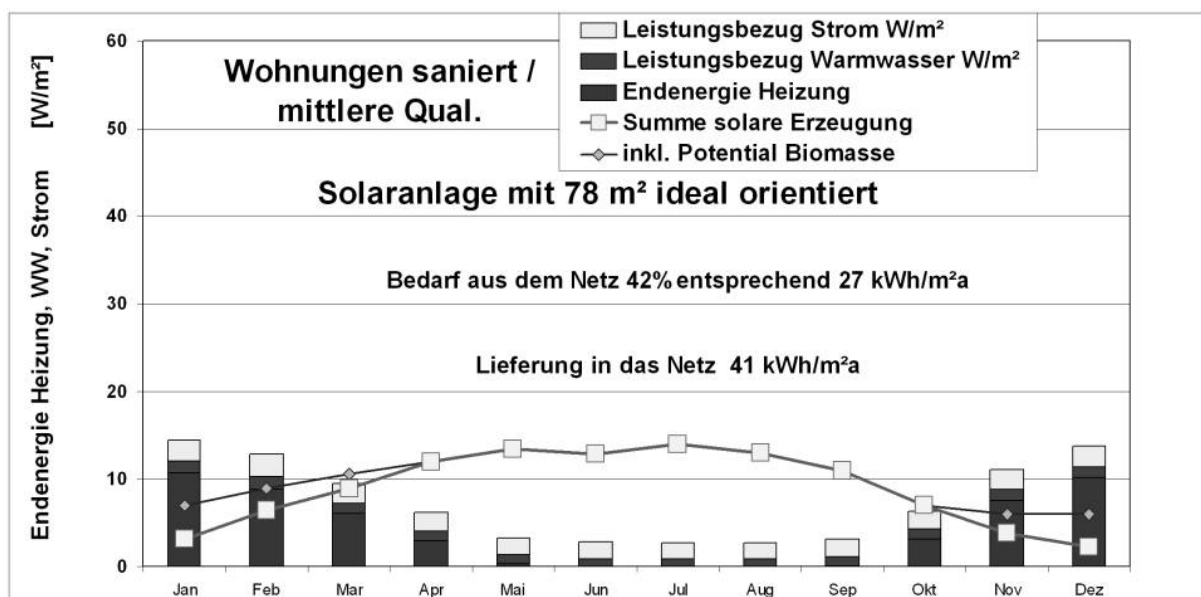 Endenergie Heizung, WW, Strom [W/m²]
60
50
40
30
20
10
0
Wohnungen saniert /
mittlere Qual.
Leistungsbezug Strom W/m²
Leistungsbezug Warmwasser W/m²
Endenergie Heizung
Summe solare Erzeugung
inkl. Potential Biomasse
Solaranlage mit 78 m² ideal orientiert
Bedarf aus dem Netz 42% entsprechend 27 kWh/m²a
Lieferung in das Netz 41 kWh/m²a
Jan Feb Mar Apr Mai Jun Jul Aug Sep Okt Nov Dez